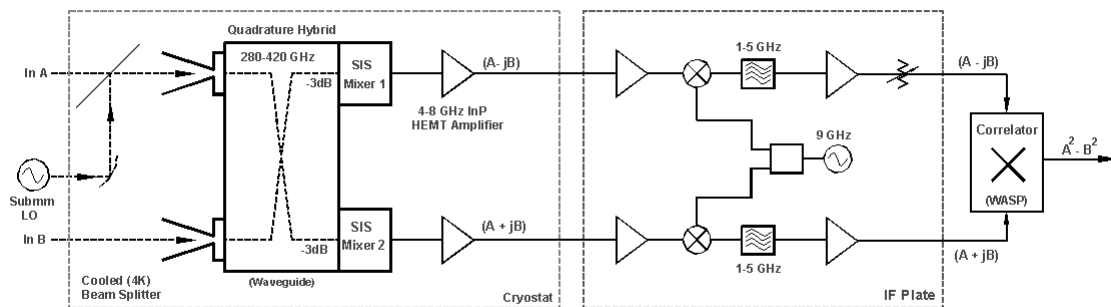 Quadrature Hybrid
In A
280-420 GHz
-3dB
SIS
Mixer 1
(A- jB)
4-8 GHz InP
HEMT Amplifier
1-5 GHz
(A - jB)
Submm
LO
9 GHz
Correlator
(WASP)
A² - B²
In B
-3dB
SIS
Mixer 2
(A + jB)
1-5 GHz
(A + jB)
Cooled (4K)
Beam Splitter
(Waveguide)
Cryostat
IF Plate